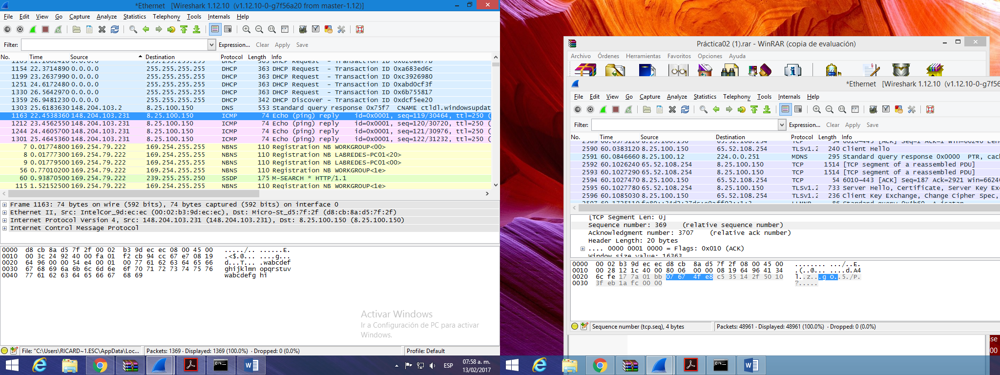 *Ethernet   [Wireshark 1.12.10  (v1.12.10-0-g7f56a20 from master-1.12)]
File Edit View Go Capture Analyze Statistics Telephony Tools Internals Help
Filter: Expression... Clear Apply Save
No. Time Source Destination Protocol Length Info
1154 22.3714890 0.0.0.0 255.255.255.255 DHCP 363 DHCP Request  - Transaction ID 0xa683ed6c
1199 23.2637990 0.0.0.0 255.255.255.255 DHCP 363 DHCP Request  - Transaction ID 0xc3926980
1251 24.6172480 0.0.0.0 255.255.255.255 DHCP 363 DHCP Request  - Transaction ID 0xabd0cf3f
1330 26.5642970 0.0.0.0 255.255.255.255 DHCP 363 DHCP Request  - Transaction ID 0x6b755817
1359 26.9481230 0.0.0.0 255.255.255.255 DHCP 342 DHCP Discover - Transaction ID 0xdcf5ee20
1303 25.6183630 148.204.103.2 8.25.100.150 DNS 553 Standard query response 0x75f7  CNAME ctldl.windowsupdat
1163 22.4538360 148.204.103.231 8.25.100.150 ICMP 74 Echo (ping) reply    id=0x0001, seq=119/30464, ttl=250 (
1212 23.4562550 148.204.103.231 8.25.100.150 ICMP 74 Echo (ping) reply    id=0x0001, seq=120/30720, ttl=250 (
1244 24.4605700 148.204.103.231 8.25.100.150 ICMP 74 Echo (ping) reply    id=0x0001, seq=121/30976, ttl=250 (
1301 25.4645360 148.204.103.231 8.25.100.150 ICMP 74 Echo (ping) reply    id=0x0001, seq=122/31232, ttl=250 (
7 0.01774800 169.254.79.222 169.254.255.255 NBNS 110 Registration NB WORKGROUP<00>
8 0.01777300 169.254.79.222 169.254.255.255 NBNS 110 Registration NB LABREDES-PC01<20>
9 0.01779500 169.254.79.222 169.254.255.255 NBNS 110 Registration NB LABREDES-PC01<00>
56 0.77010200 169.254.79.222 169.254.255.255 NBNS 110 Registration NB WORKGROUP<1e>
60 0.93870500 169.254.79.222 239.255.255.250 SSDP 175 M-SEARCH * HTTP/1.1
115 1.52152500 169.254.79.222 169.254.255.255 NBNS 110 Registration NB WORKGROUP<1e>
Frame 1163: 74 bytes on wire (592 bits), 74 bytes captured (592 bits) on interface 0
Ethernet II, Src: IntelCor_9d:ec:ec (00:02:b3:9d:ec:ec), Dst: Micro-St_d5:7f:2f (d8:cb:8a:d5:7f:2f)
Internet Protocol Version 4, Src: 148.204.103.231 (148.204.103.231), Dst: 8.25.100.150 (8.25.100.150)
Internet Control Message Protocol
0000  d8 cb 8a d5 7f 2f 00 02  b3 9d ec ec 08 00 45 00   ...../.. ......E.
0010  00 3c 24 92 40 00 fa 01  f2 cb 94 cc 67 e7 08 19   .<$.@... ....g...
0020  64 96 00 00 54 e4 00 01  00 77 61 62 63 64 65 66   d...T... .wabcdef
0030  67 68 69 6a 6b 6c 6d 6e  6f 70 71 72 73 74 75 76   ghijklmn opqrstuv
0040  77 61 62 63 64 65 66 67  68 69   wabcdefg hi
Activar Windows
Ir a Configuración de PC para activar
Windows.
File: "C:\Users\RICARD~1.ESC\AppData\Loc... Packets: 1369 · Displayed: 1369 (100.0%)  · Dropped: 0 (0.0%) Profile: Default
ESP 07:58 a. m.
13/02/2017
Práctica02 (1).rar - WinRAR (copia de evaluación)
Archivo Órdenes Herramientas Favoritos Opciones Ayuda
*Ethernet   [Wireshark 1.12.10  (v1.12.10-0-g7f56
File Edit View Go Capture Analyze Statistics Telephony Tools Internals Help
Filter: Expression... Clear Apply Save
No. Time Source Destination Protocol Length Info
2590 60.0383120 8.25.100.150 65.52.108.254 TLSv1.2 240 Client Hello
2591 60.0846660 8.25.100.12 224.0.0.251 MDNS 295 Standard query response 0x0000  PTR, cach
2592 60.1026240 65.52.108.254 8.25.100.150 TCP 1514 [TCP segment of a reassembled PDU]
2593 60.1027290 65.52.108.254 8.25.100.150 TCP 1514 [TCP segment of a reassembled PDU]
2594 60.1027470 8.25.100.150 65.52.108.254 TCP 54 6010→443 [ACK] Seq=187 Ack=2921 Win=66240
2595 60.1027780 65.52.108.254 8.25.100.150 TLSv1.2 733 Server Hello, Certificate, Server Key Exc
2596 60.1085030 8.25.100.150 65.52.108.254 TLSv1.2 236 Client Key Exchange, Change Cipher Spec,
[TCP Segment Len: 0]
Sequence number: 369    (relative sequence number)
Acknowledgment number: 3707    (relative ack number)
Header Length: 20 bytes
.... 0000 0001 0000 = Flags: 0x010 (ACK)
Window size value: 16363
0000  00 02 b3 9d ec ec d8 cb  8a d5 7f 2f 08 00 45 00   ........ .../..E.
0010  00 28 12 1c 40 00 80 06  00 00 08 19 64 96 41 34   .(..@... ....d.A4
0020  6c fe 17 7a 01 bb 07 67  4f e8 c5 35 14 2f 50 10   l..z...g O..5./P.
0030  3f eb 1a fc 00 00   ?.....
Sequence number (tcp.seq), 4 bytes Packets: 48961 · Displayed: 48961 (100.0%)  · Dropped: 0 (0.0%)
ise
00